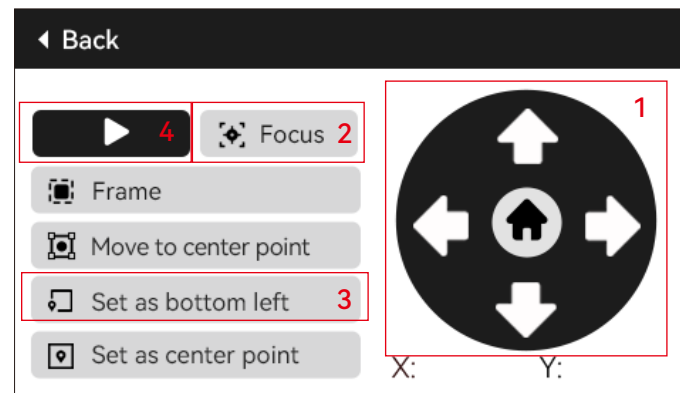 Back
4
Focus 2
1
Frame
Move to center point
Set as bottom left 3
Set as center point
X: Y: